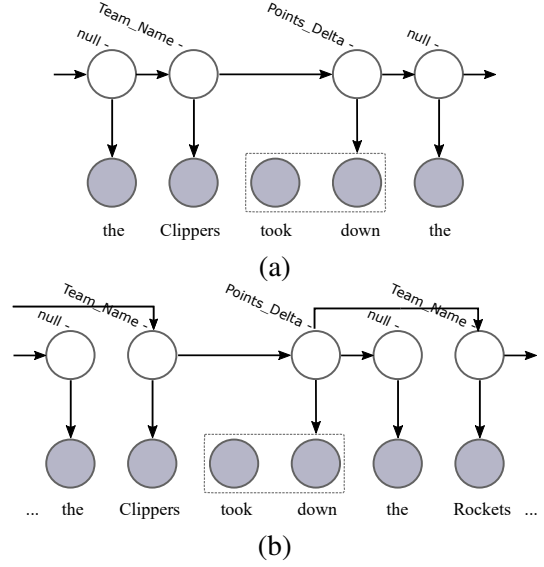 Team_Name -
Points_Delta -
null -
null -
the Clippers took down the
(a)
Team_Name -
Points_Delta -
Team_Name -
null -
null -
... the Clippers took down the Rockets ...
(b)